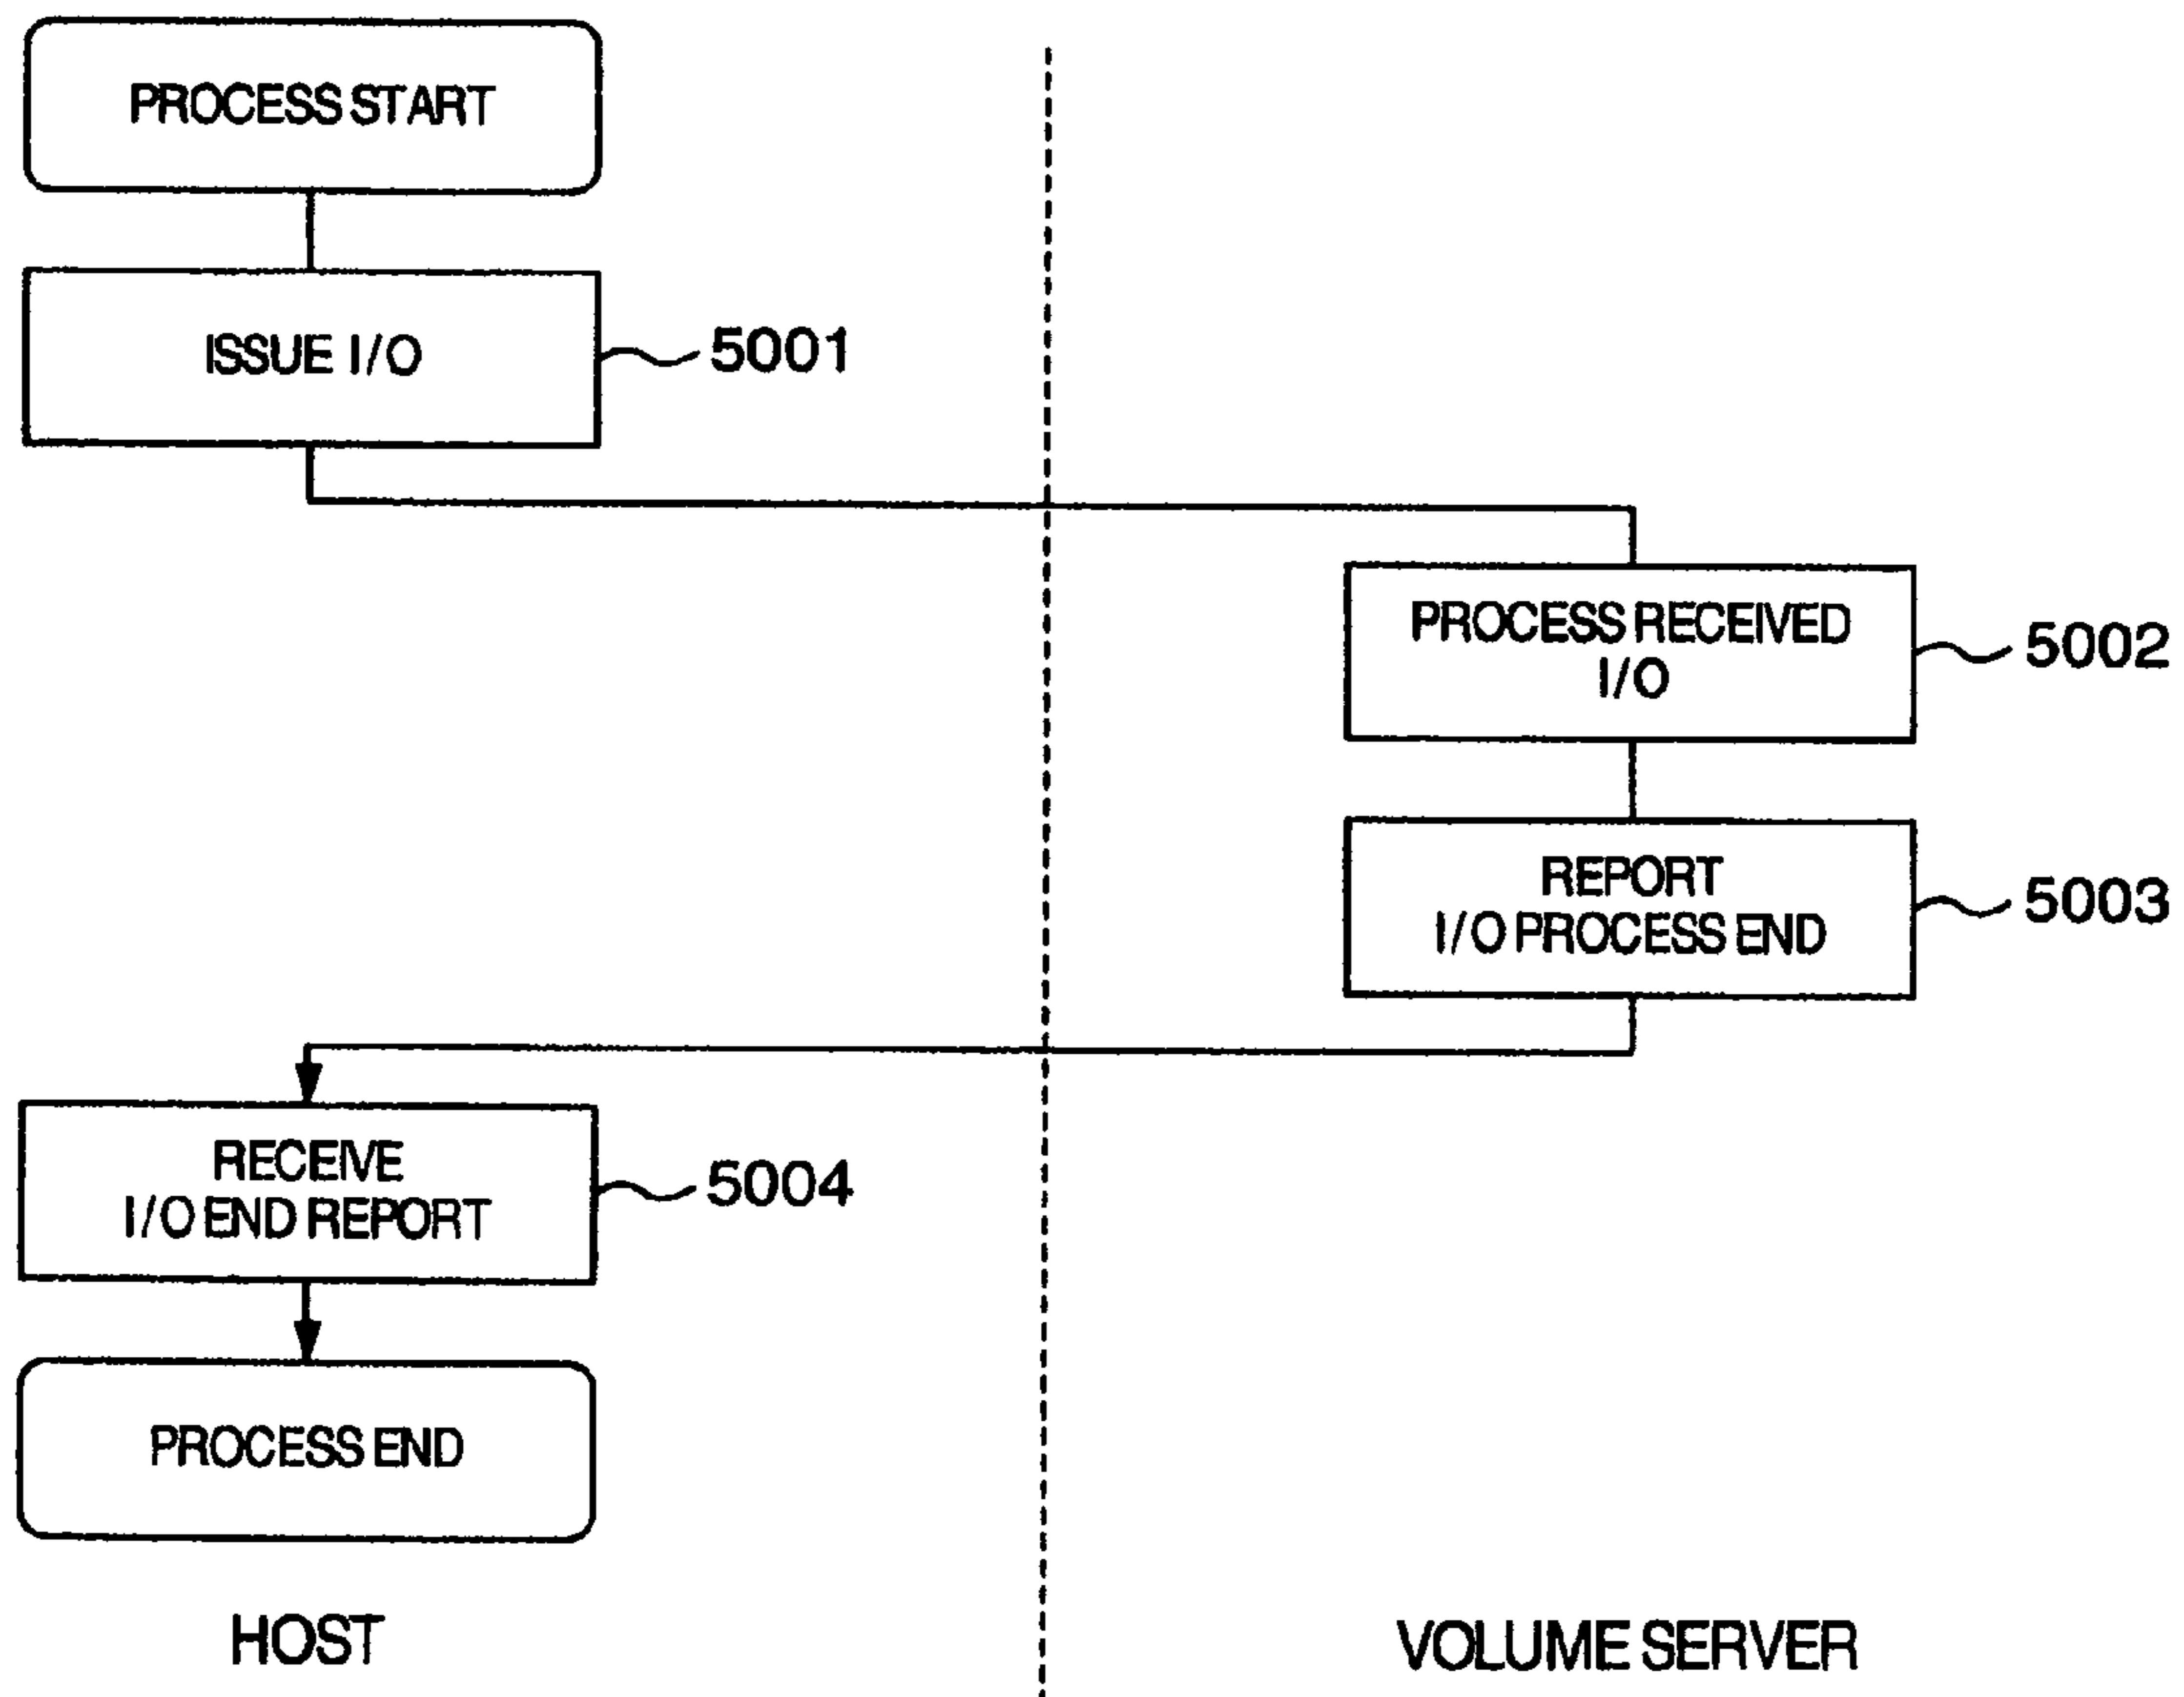 PROCESS START
ISSUE I/O
5001
PROCESS RECEIVED
I/O
5002
REPORT
I/O PROCESS END
5003
RECEIVE
I/O END REPORT
5004
PROCESS END
HOST
VOLUME SERVER